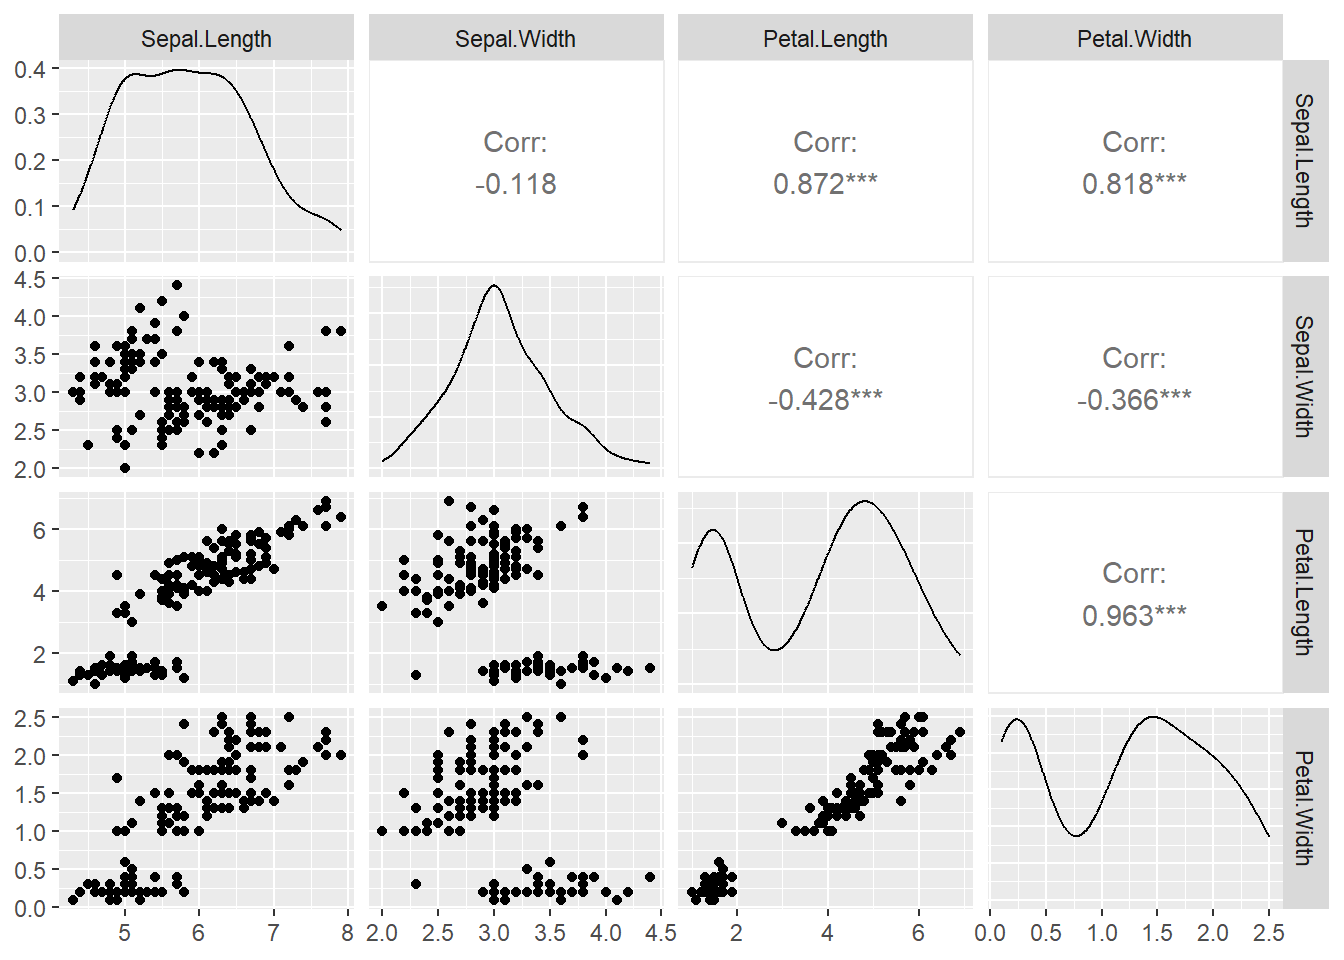 Sepal.Length Sepal.Width Petal.Length Petal.Width
0.4
0.3
0.2
0.1
0.0
Corr:
-0.118
Corr:
0.872***
Corr:
0.818***
Sepal.Length
4.5
4.0
3.5
3.0
2.5
2.0
Corr:
-0.428***
Corr:
-0.366***
Sepal.Width
6
4
2
Corr:
0.963***
Petal.Length
2.5
2.0
1.5
1.0
0.5
0.0
Petal.Width
5 6 7 8
2.0 2.5 3.0 3.5 4.0 4.5
2 4 6
0.0 0.5 1.0 1.5 2.0 2.5